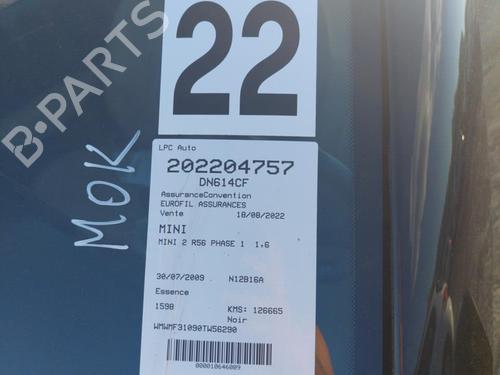 22
B-PARTS
MOK
LPC Auto
202204757
DN614CF
AssuranceConvention
EUROFIL ASSURANCES
Vente 18/08/2022
MINI
MINI 2 R56 PHASE 1 1.6
30/07/2009 N12B16A
Essence
1598 KMS: 126665
Noir
WMWMF31090TW56290
000010646089